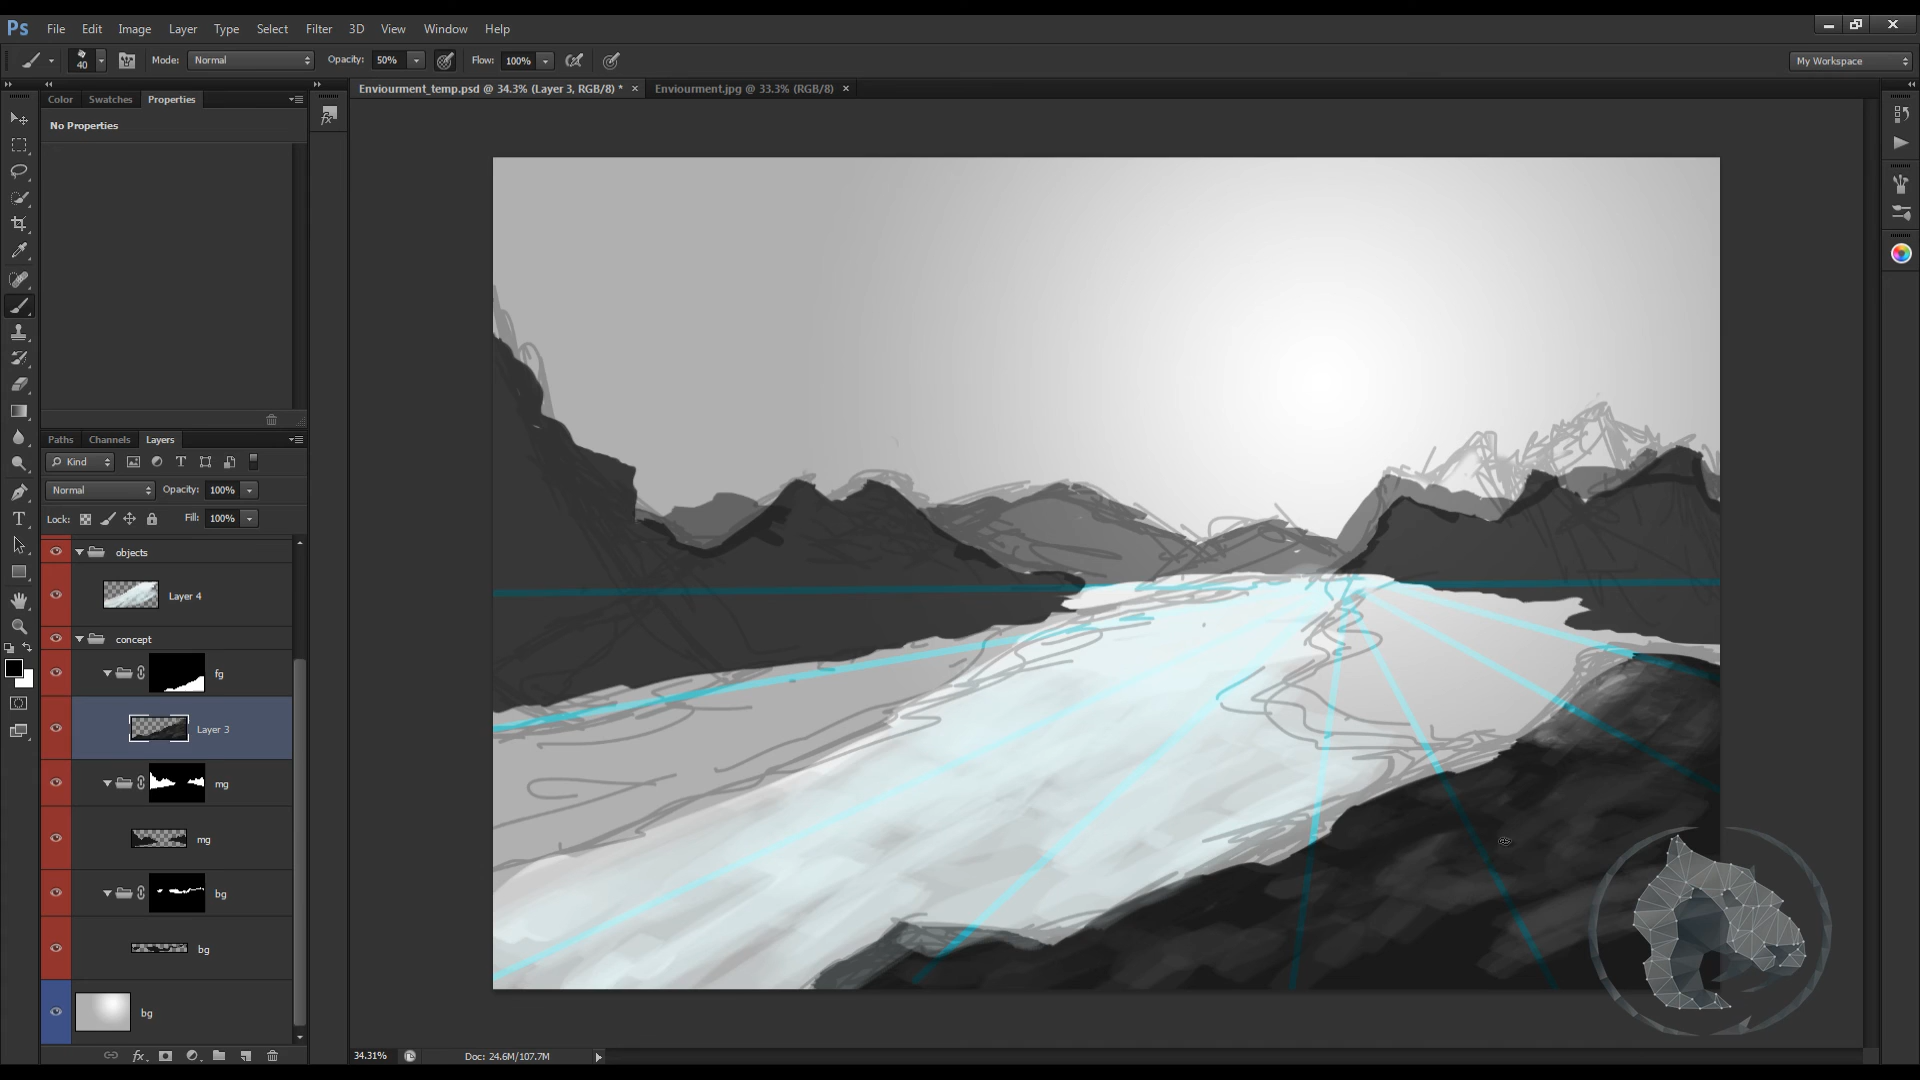 Ps File Edit Image Layer Type Select Filter 3D View Window Help
40 Mode: Normal Opacity: 50% Flow: 100% My Workspace
Color Swatches Properties
Enviourment_temp.psd @ 34.3% (Layer 3, RGB/8) * × Enviourment.jpg @ 33.3% (RGB/8) ×
No Properties
Paths Channels Layers
Kind
Normal Opacity: 100%
Lock: Fill: 100%
objects
Layer 4
concept
fg
Layer 3
mg
mg
bg
bg
bg
34.31% Doc: 24.6M/107.7M